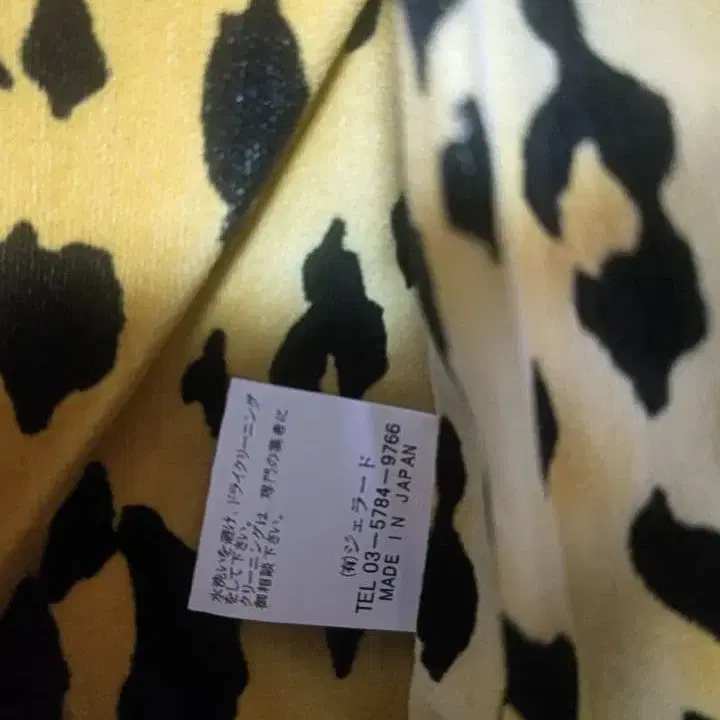 水洗いを避け、ドライクリーニング
をして下さい。
クリーニングは 専門の業者に
御相談下さい。
(有)ジェラード
TEL 03-5784-9766
MADE IN JAPAN